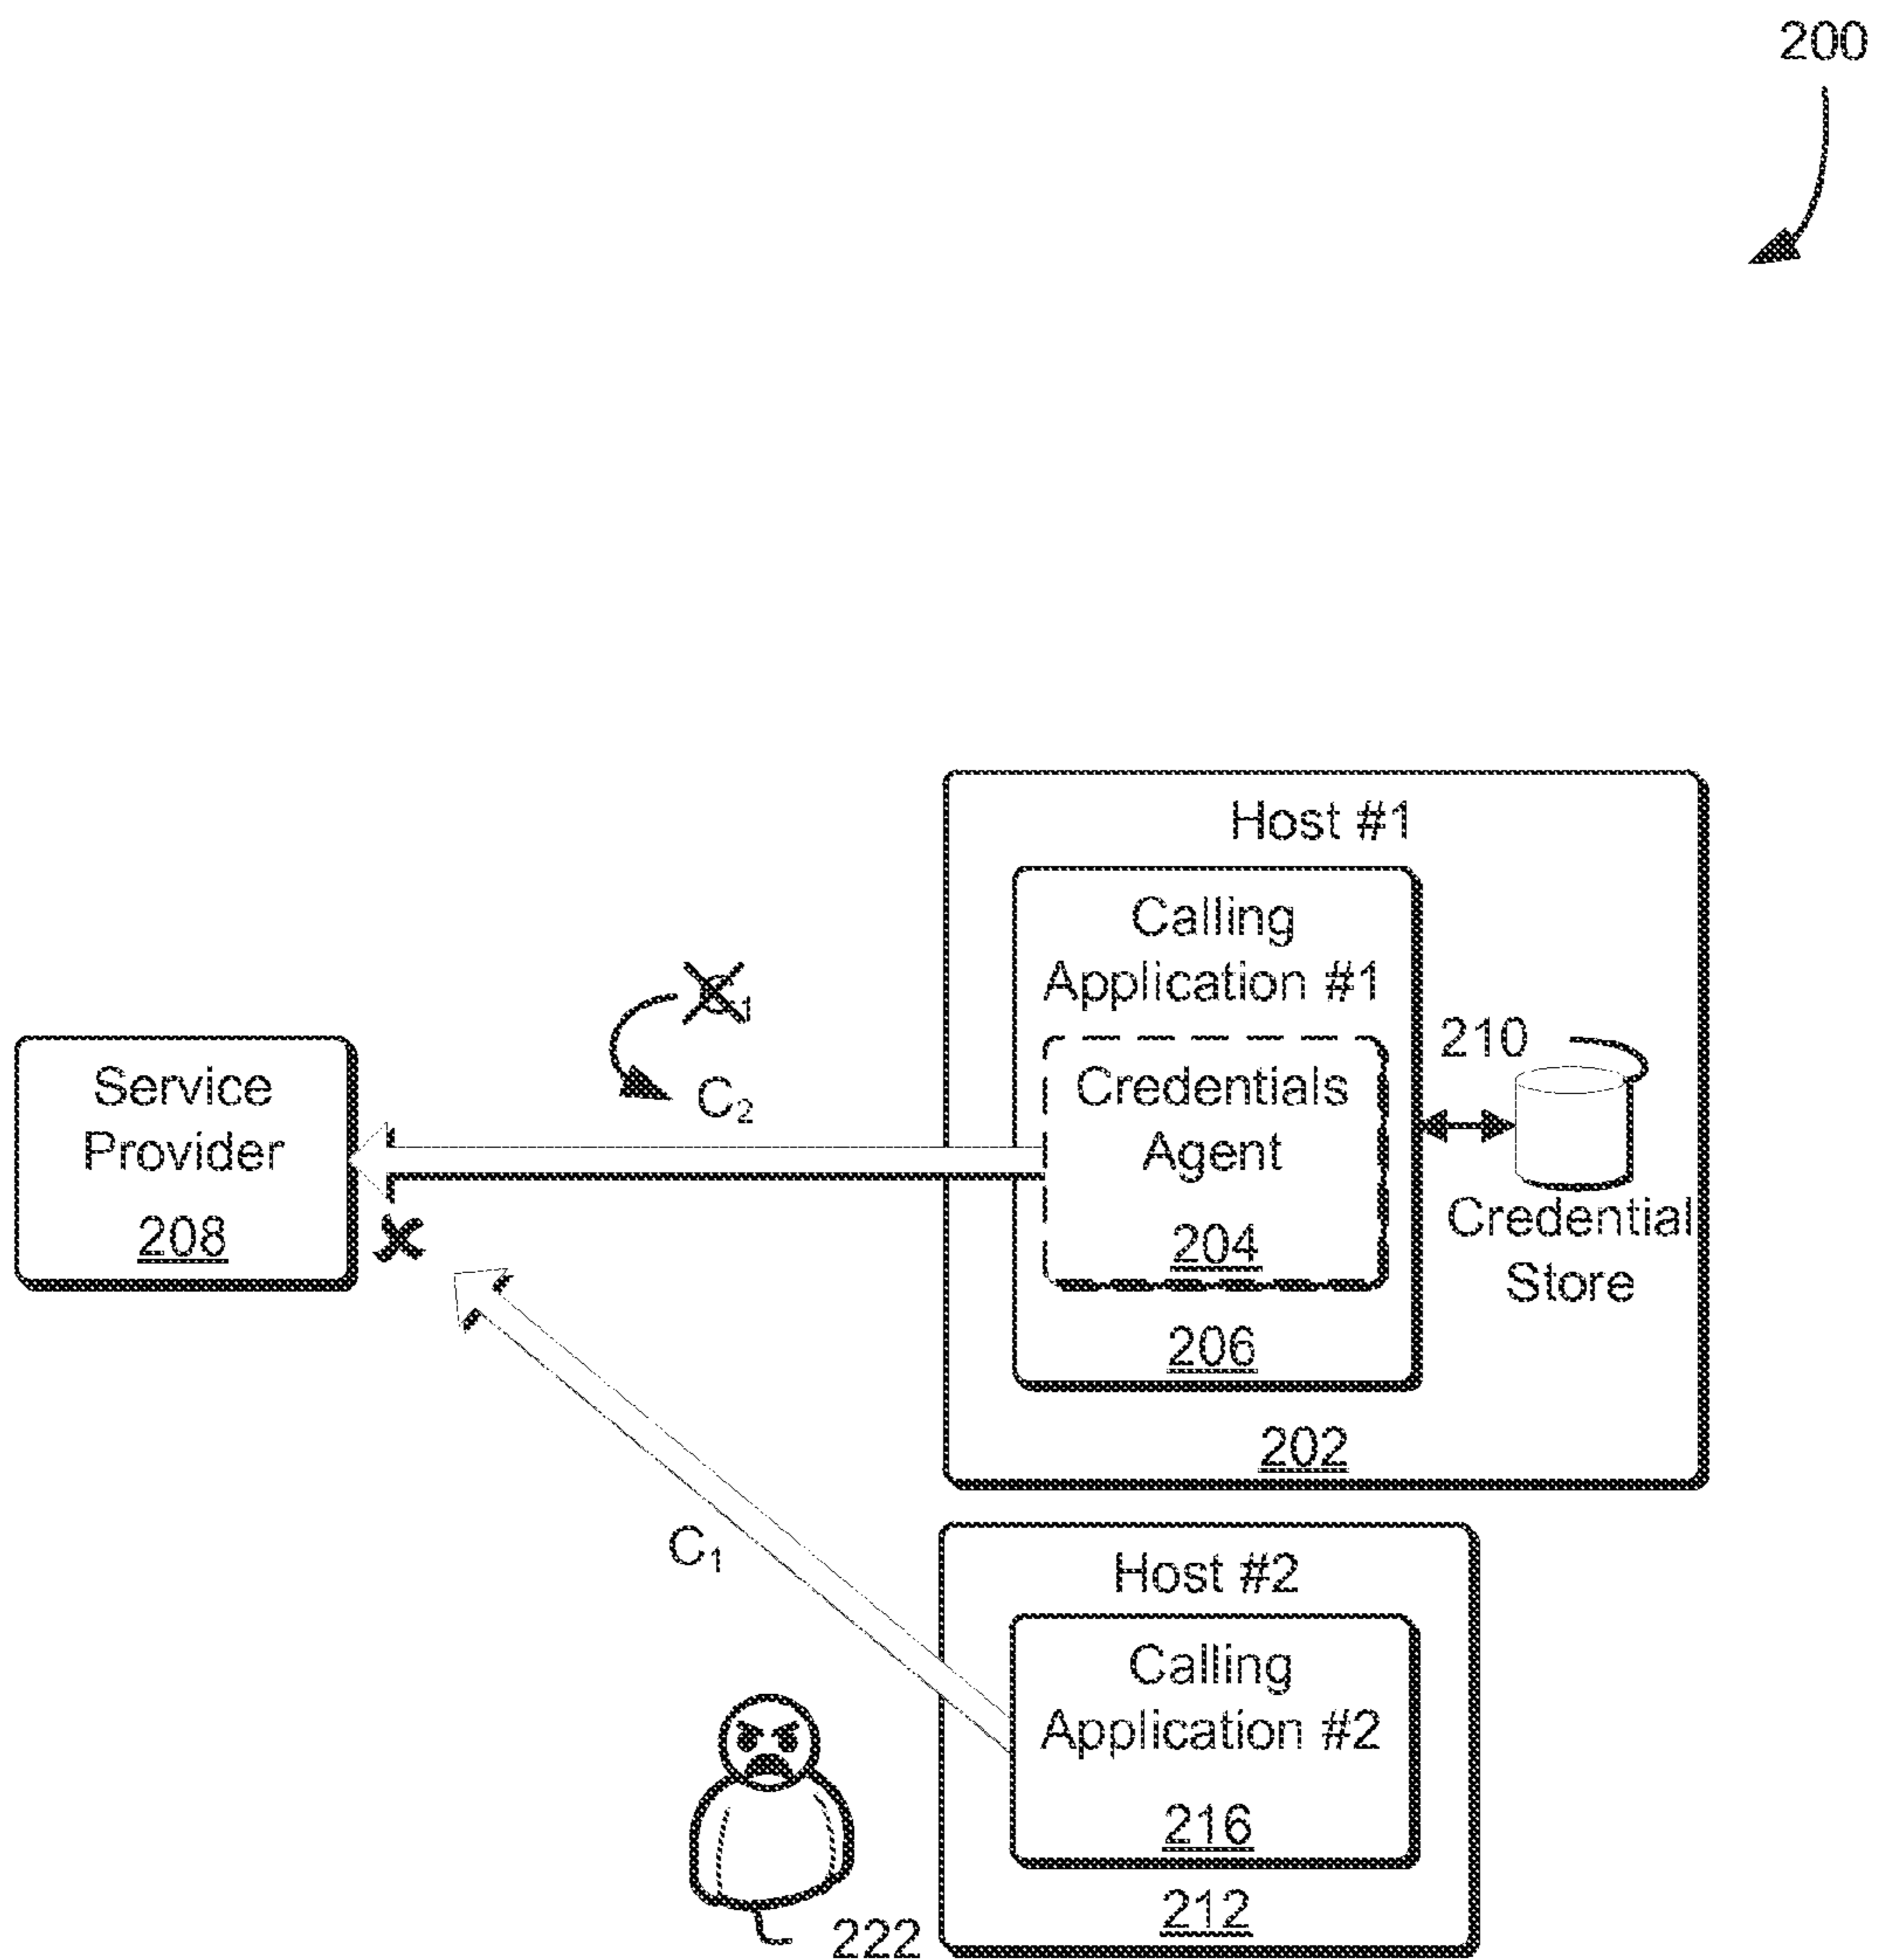 200
Host #1
Calling
Application #1
Credentials
Agent
204
206
202
210
Credential
Store
C1
C2
Service
Provider
208
C1
Host #2
Calling
Application #2
216
212
222